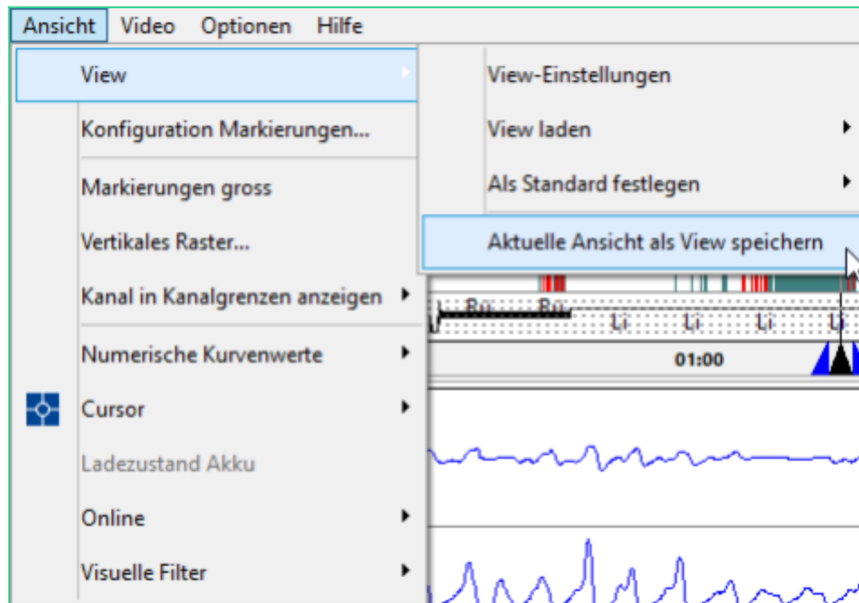 Ansicht Video Optionen Hilfe
View
Konfiguration Markierungen...
Markierungen gross
Vertikales Raster...
Kanal in Kanalgrenzen anzeigen
Numerische Kurvenwerte
Cursor
Ladezustand Akku
Online
Visuelle Filter
View-Einstellungen
View laden
Als Standard festlegen
Aktuelle Ansicht als View speichern
Rü Rü
Li Li Li Li
01:00